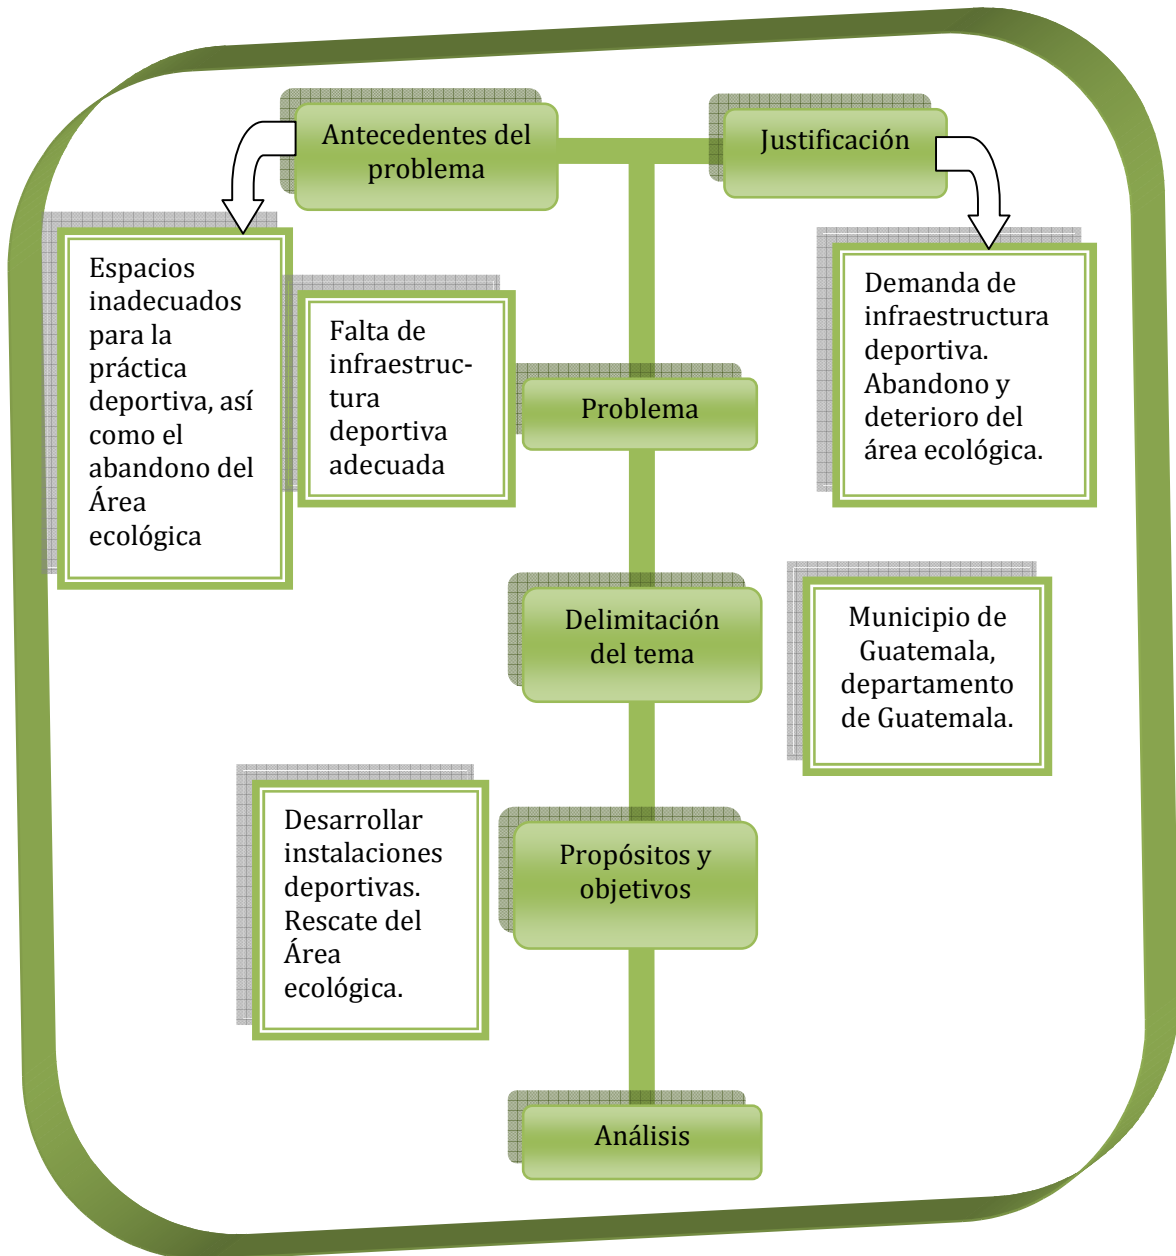 Antecedentes del
problema
Justificación
Espacios
inadecuados
para la
práctica
deportiva, así
como el
abandono del
Área
ecológica
Falta de
infraestruc-
tura
deportiva
adecuada
Problema
Demanda de
infraestructura
deportiva.
Abandono y
deterioro del
área ecológica.
Delimitación
del tema
Municipio de
Guatemala,
departamento
de Guatemala.
Desarrollar
instalaciones
deportivas.
Rescate del
Área
ecológica.
Propósitos y
objetivos
Análisis